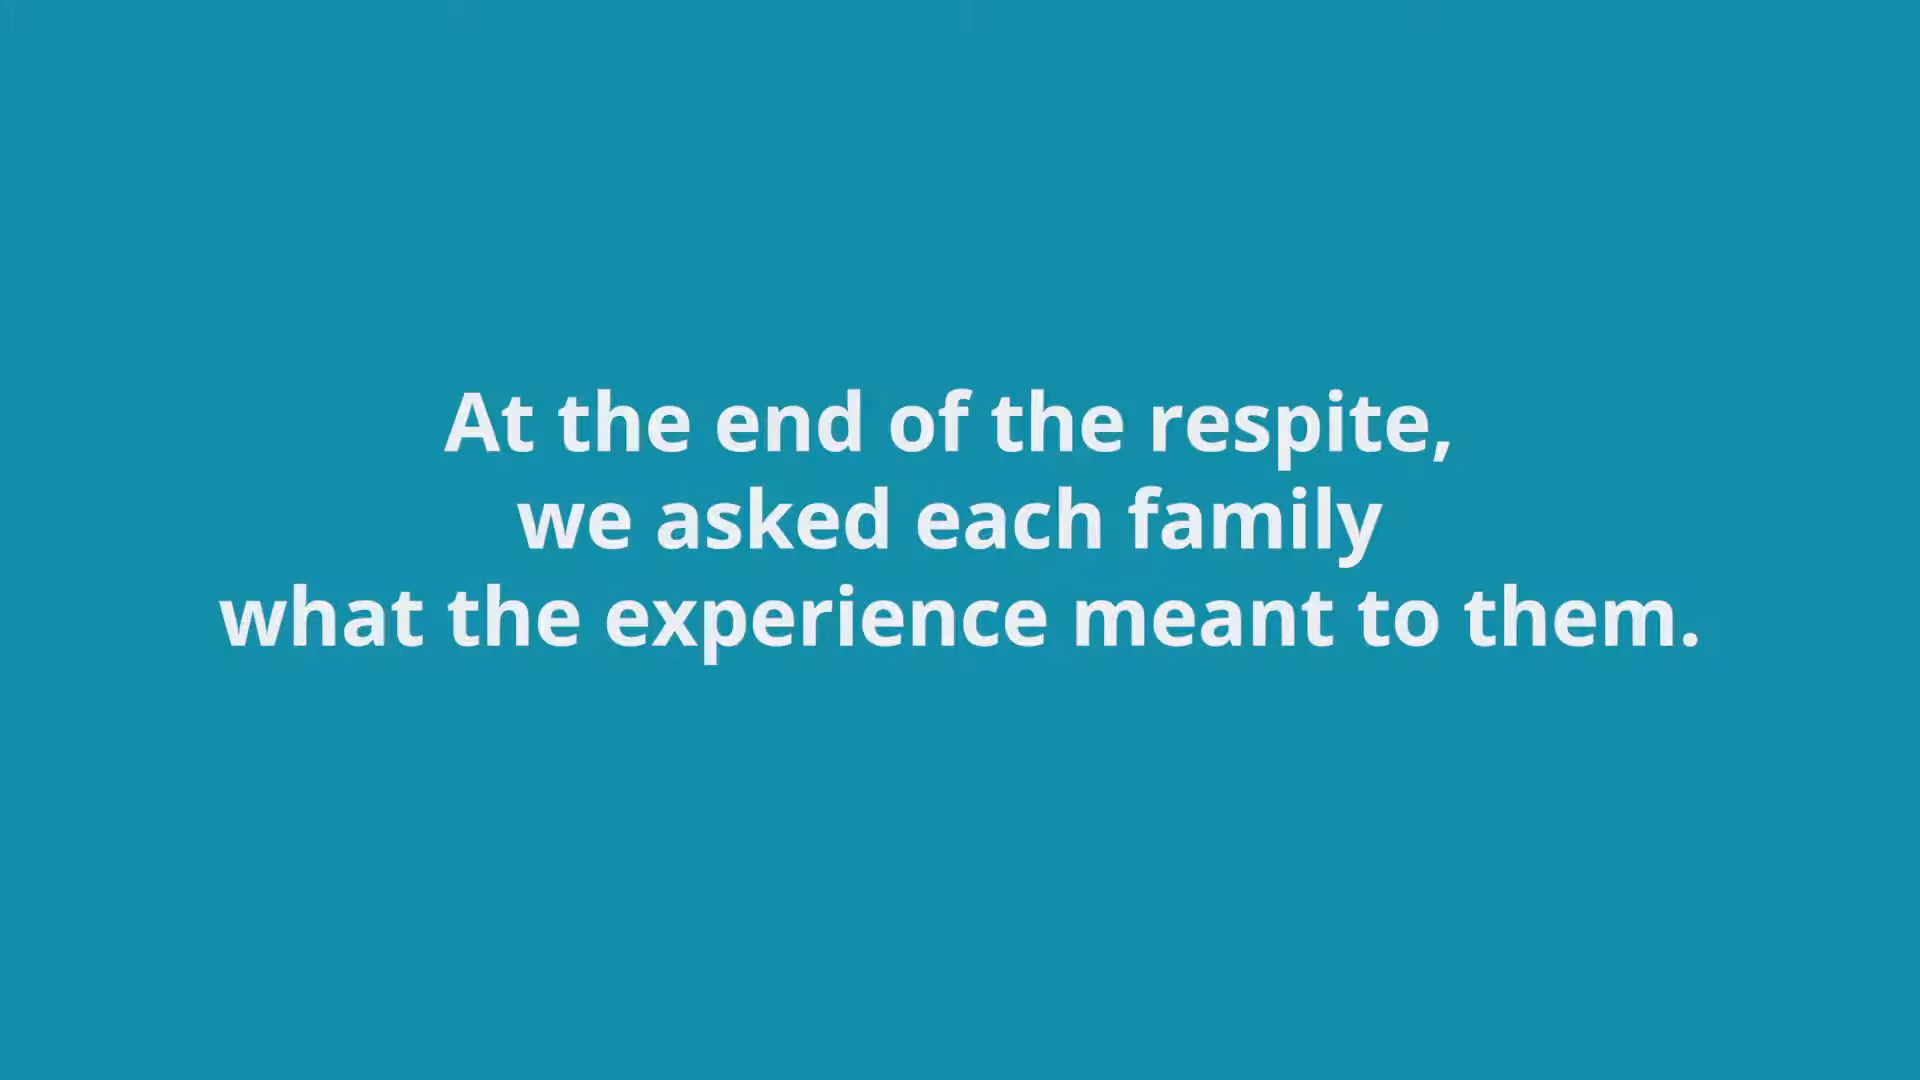 At the end of the respite,
we asked each family
what the experience meant to them.